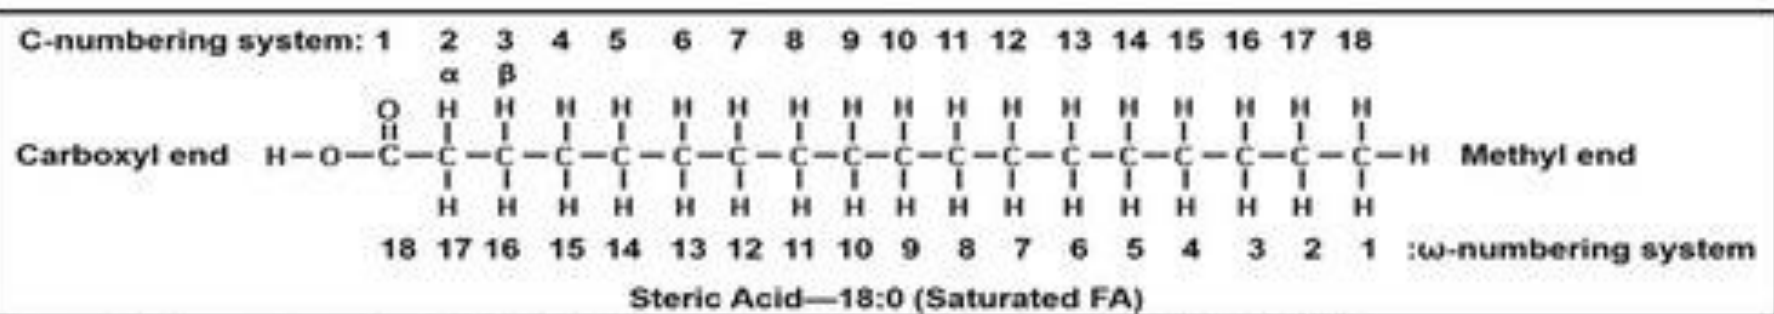 C-numbering system: 1 2 3 4 5 6 7 8 9 10 11 12 13 14 15 16 17 18
α β
O H H H H H H H H H H H H H H H H H
Carboxyl end H-O-C-C-C-C-C-C-C-C-C-C-C-C-C-C-C-C-C-C-H Methyl end
H H H H H H H H H H H H H H H H H
18 17 16 15 14 13 12 11 10 9 8 7 6 5 4 3 2 1 :ω-numbering system
Steric Acid—18:0 (Saturated FA)